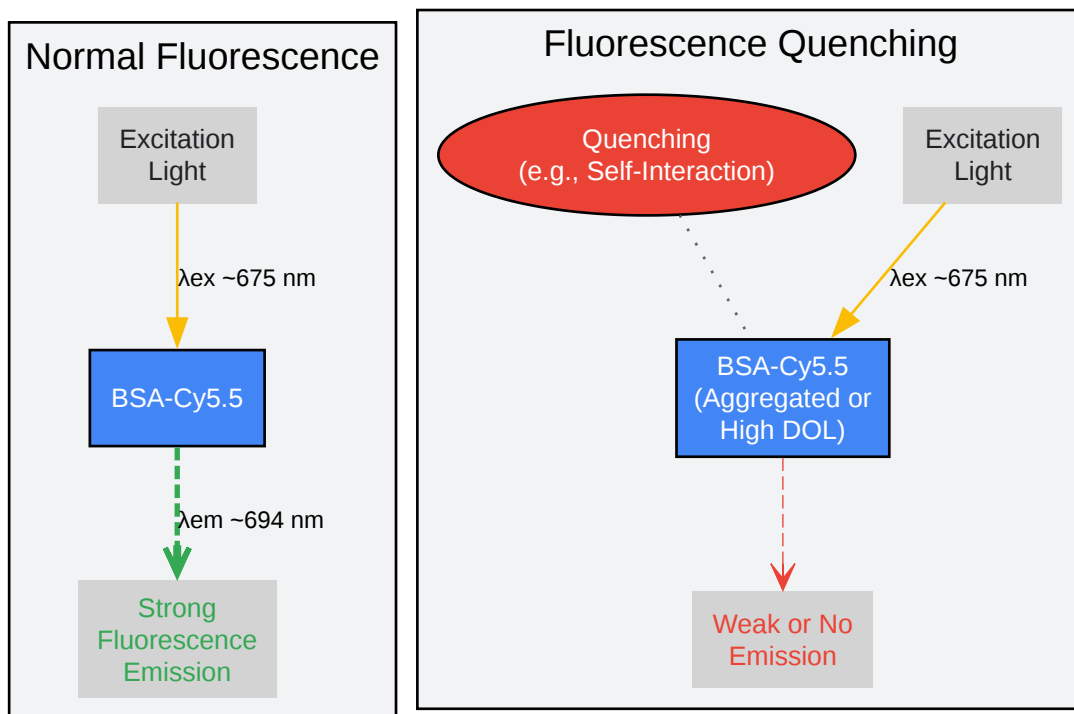 Normal Fluorescence
Excitation
Light
λex ~675 nm
BSA-Cy5.5
λem ~694 nm
Strong
Fluorescence
Emission
Fluorescence Quenching
Quenching
(e.g., Self-Interaction)
Excitation
Light
λex ~675 nm
BSA-Cy5.5
(Aggregated or
High DOL)
Weak or No
Emission